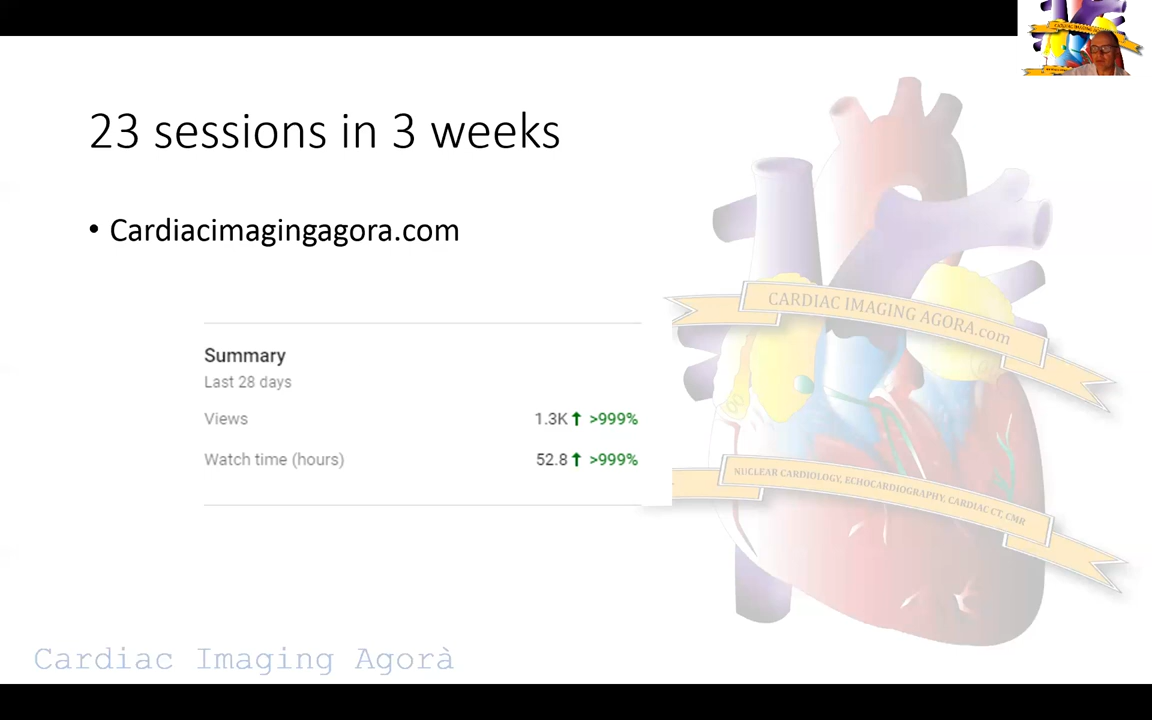 23 sessions in 3 weeks
• Cardiacimagingagora.com
Summary
Last 28 days
Views 1.3K ↑ >999%
Watch time (hours) 52.8 ↑ >999%
CARDIAC IMAGING AGORA.com
NUCLEAR CARDIOLOGY, ECHOCARDIOGRAPHY, CARDIAC CT, CMR
Cardiac Imaging Agorà